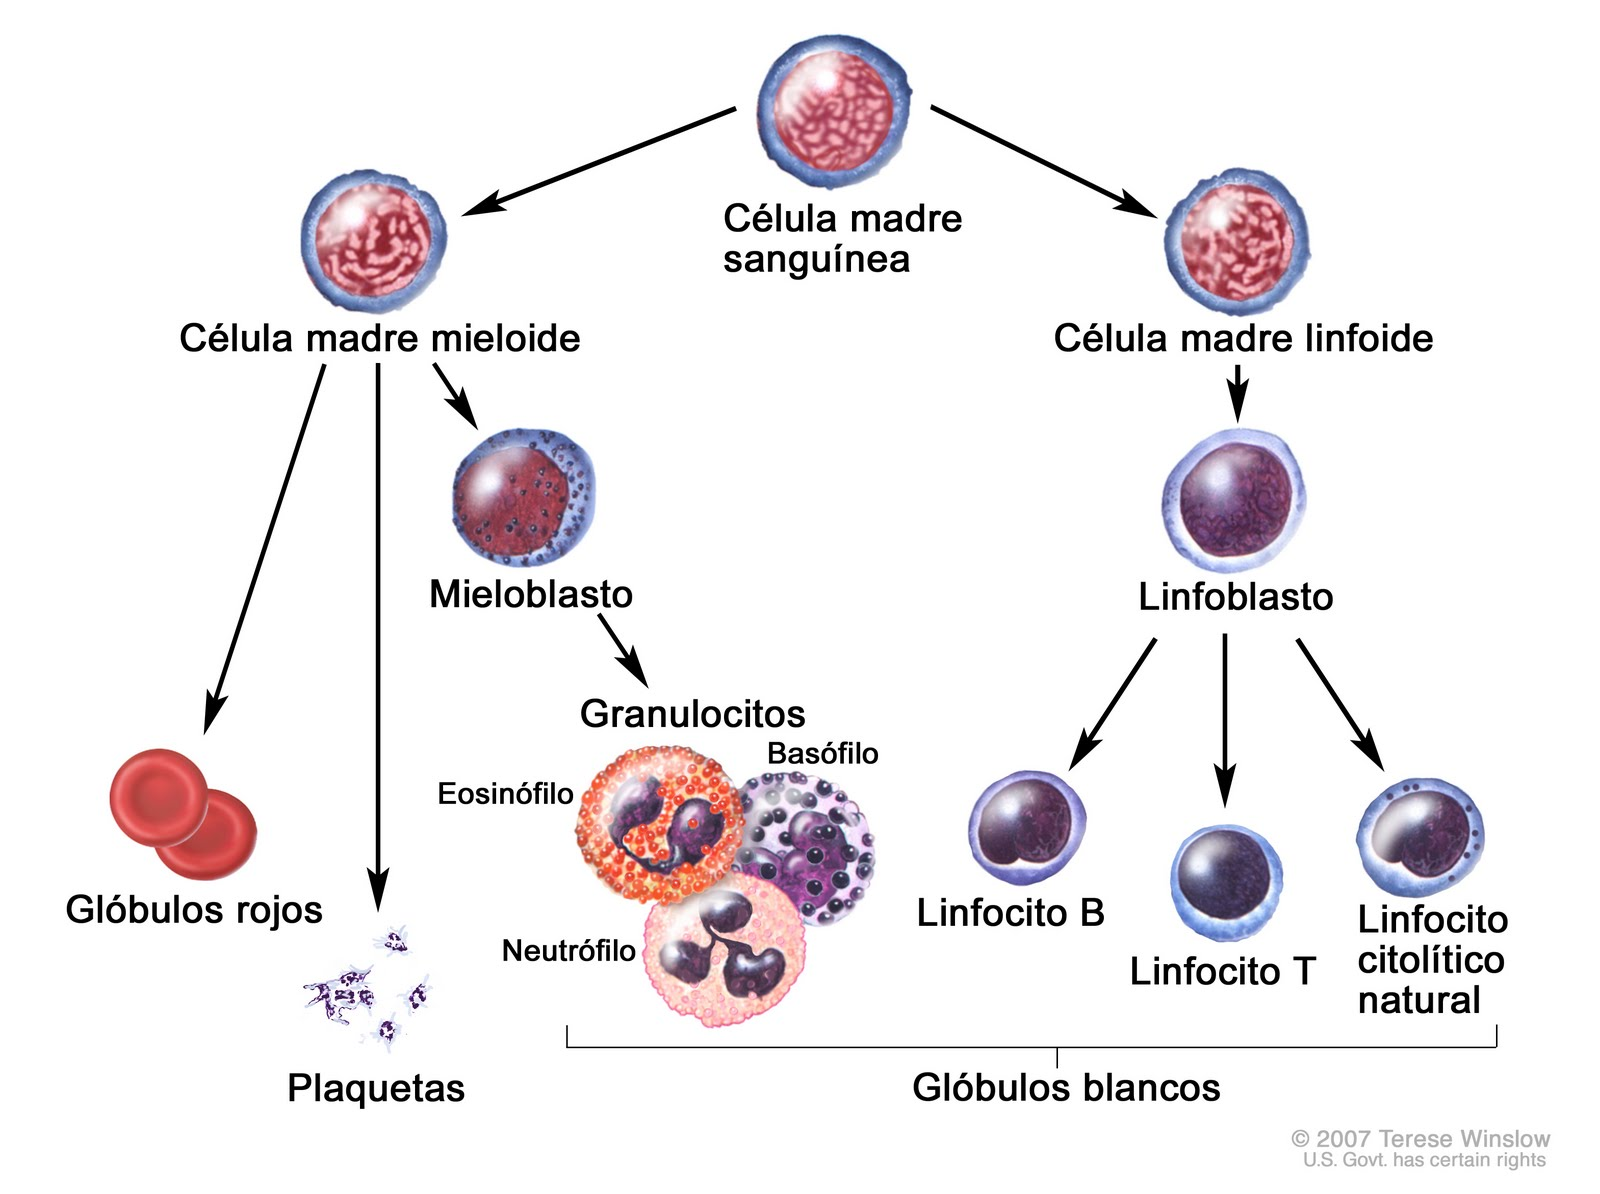 Célula madre
sanguínea
Célula madre mieloide
Célula madre linfoide
Mieloblasto
Linfoblasto
Granulocitos
Basófilo
Eosinófilo
Neutrófilo
Glóbulos rojos
Plaquetas
Linfocito B
Linfocito T
Linfocito
citolítico
natural
Glóbulos blancos
© 2007 Terese Winslow
U.S. Govt. has certain rights